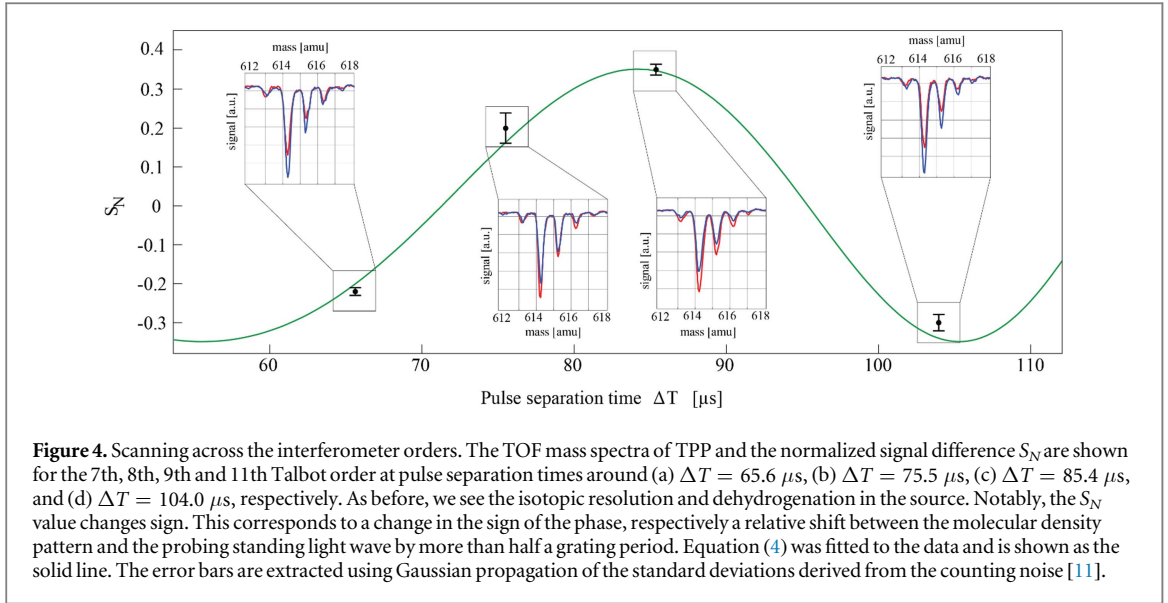 0.4
0.3
0.2
0.1
0
-0.1
-0.2
-0.3
S_N
mass [amu]
612 614 616 618
signal [a.u.]
signal [a.u.]
612 614 616 618
mass [amu]
signal [a.u.]
612 614 616 618
mass [amu]
mass [amu]
612 614 616 618
signal [a.u.]
60 70 80 90 100 110
Pulse separation time ΔT [µs]
Figure 4. Scanning across the interferometer orders. The TOF mass spectra of TPP and the normalized signal difference S_N are shown
for the 7th, 8th, 9th and 11th Talbot order at pulse separation times around (a) ΔT = 65.6 µs, (b) ΔT = 75.5 µs, (c) ΔT = 85.4 µs,
and (d) ΔT = 104.0 µs, respectively. As before, we see the isotopic resolution and dehydrogenation in the source. Notably, the S_N
value changes sign. This corresponds to a change in the sign of the phase, respectively a relative shift between the molecular density
pattern and the probing standing light wave by more than half a grating period. Equation (4) was fitted to the data and is shown as the
solid line. The error bars are extracted using Gaussian propagation of the standard deviations derived from the counting noise [11].